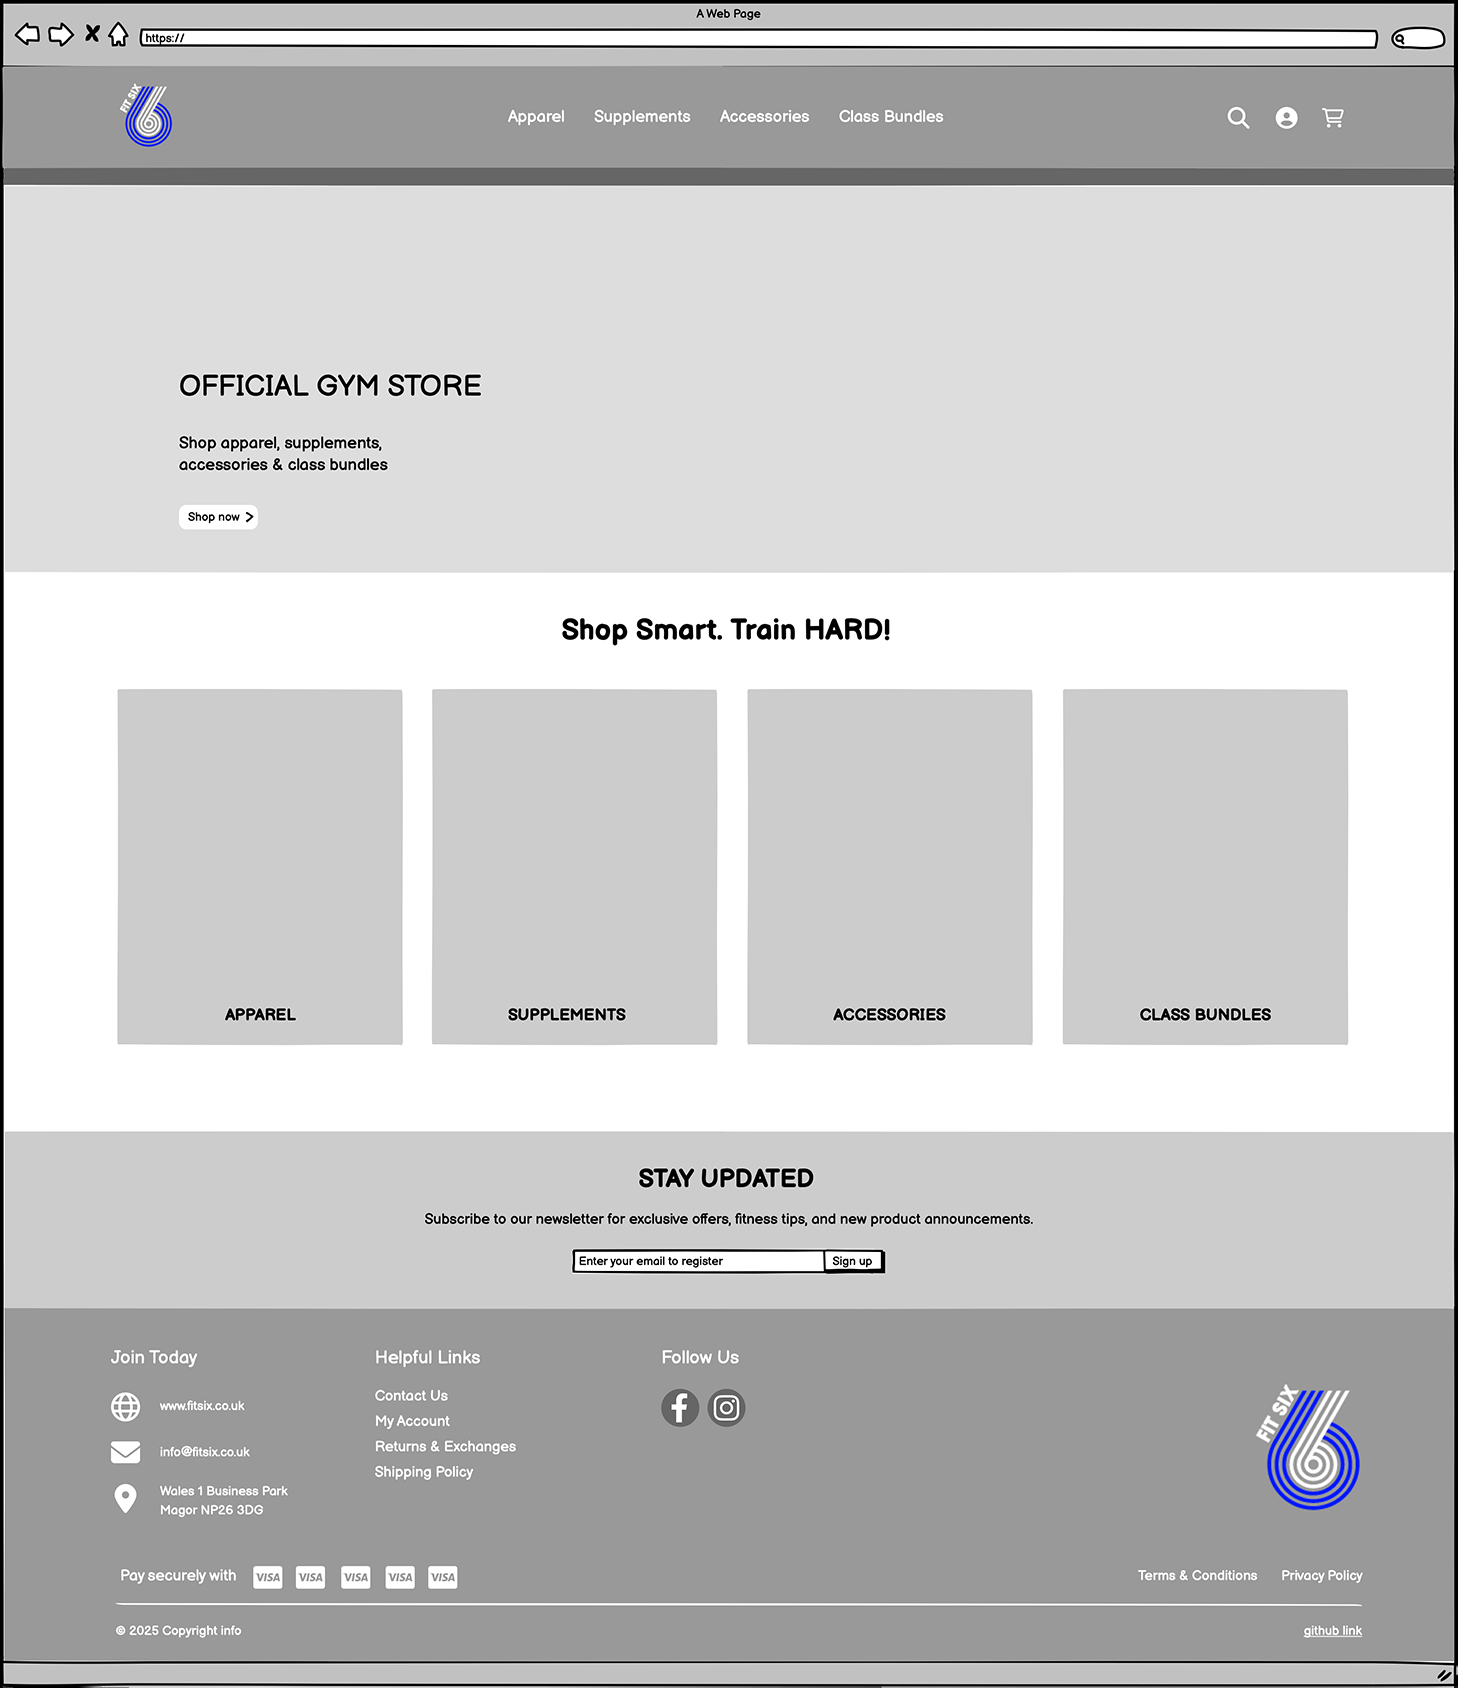 A Web Page
https://
FIT SIX
Apparel Supplements Accessories Class Bundles
OFFICIAL GYM STORE
Shop apparel, supplements,
accessories & class bundles
Shop now
Shop Smart. Train HARD!
APPAREL SUPPLEMENTS ACCESSORIES CLASS BUNDLES
STAY UPDATED
Subscribe to our newsletter for exclusive offers, fitness tips, and new product announcements.
Enter your email to register Sign up
Join Today
www.fitsix.co.uk
info@fitsix.co.uk
Wales 1 Business Park
Magor NP26 3DG
Helpful Links
Contact Us
My Account
Returns & Exchanges
Shipping Policy
Follow Us
FIT SIX
Pay securely with VISA VISA VISA VISA VISA
Terms & Conditions Privacy Policy
© 2025 Copyright info
github link